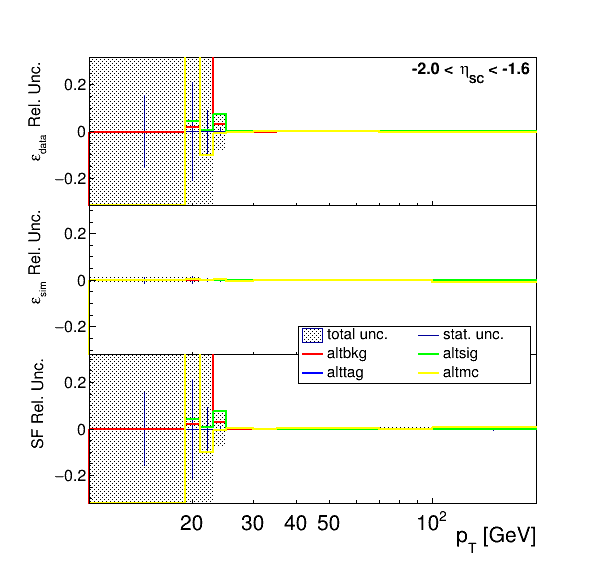 -2.0 < η_SC < -1.6
ε_data Rel. Unc.
0.2
0
−0.2
ε_sim Rel. Unc.
0.2
0
−0.2
total unc. stat. unc.
altbkg altsig
alttag altmc
SF Rel. Unc.
0.2
0
−0.2
20 30 40 50 10²
p_T [GeV]